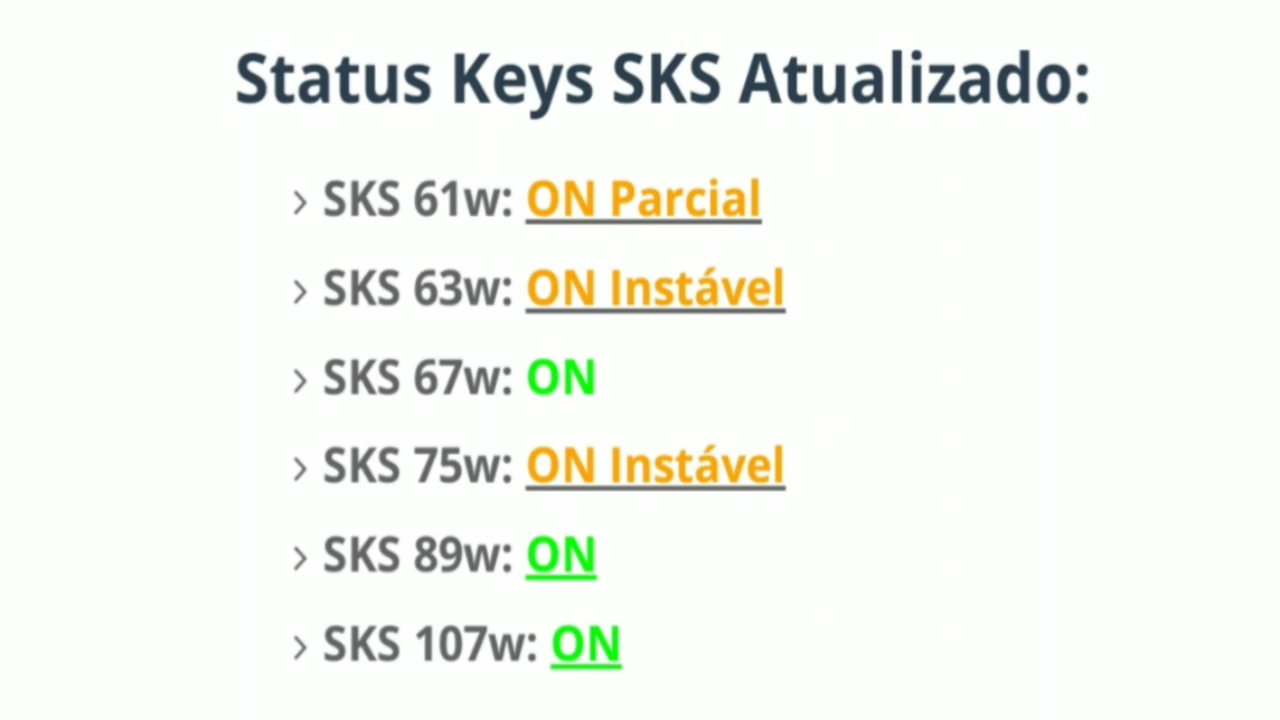 Status Keys SKS Atualizado:
› SKS 61w: ON Parcial
› SKS 63w: ON Instável
› SKS 67w: ON
› SKS 75w: ON Instável
› SKS 89w: ON
› SKS 107w: ON